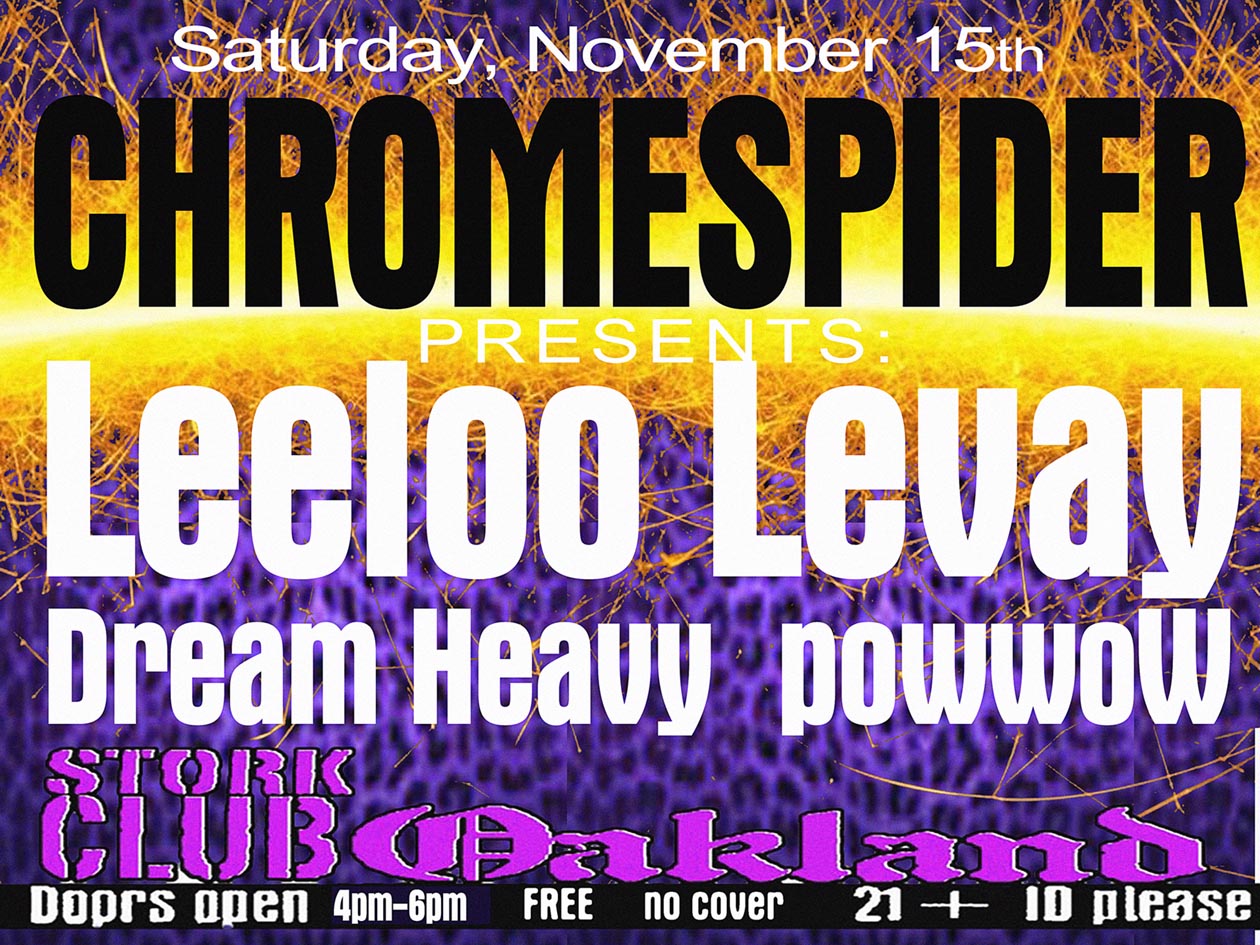 Saturday, November 15th
CHROMESPIDER
PRESENTS:
Leeloo Levay
Dream Heavy powwoW
STORK
CLUB Oakland
Doors open 4pm-6pm FREE no cover 21 + ID please